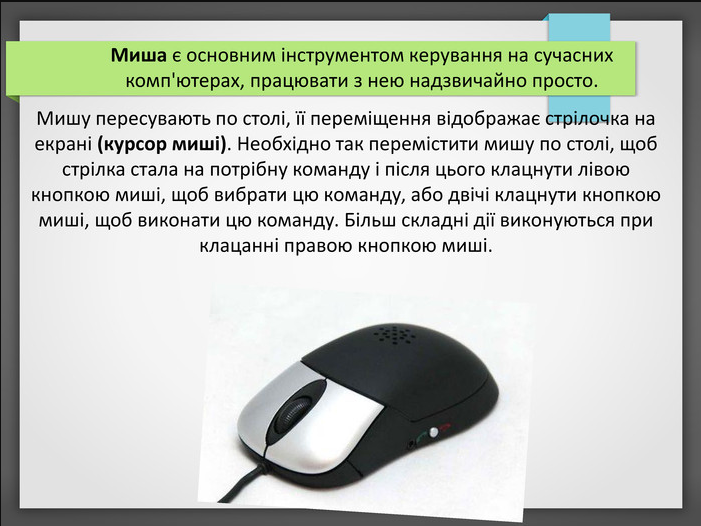 Миша є основним інструментом керування на сучасних
комп'ютерах, працювати з нею надзвичайно просто.
Мишу пересувають по столі, її переміщення відображає стрілочка на
екрані (курсор миші). Необхідно так перемістити мишу по столі, щоб
стрілка стала на потрібну команду і після цього клацнути лівою
кнопкою миші, щоб вибрати цю команду, або двічі клацнути кнопкою
миші, щоб виконати цю команду. Більш складні дії виконуються при
клацанні правою кнопкою миші.